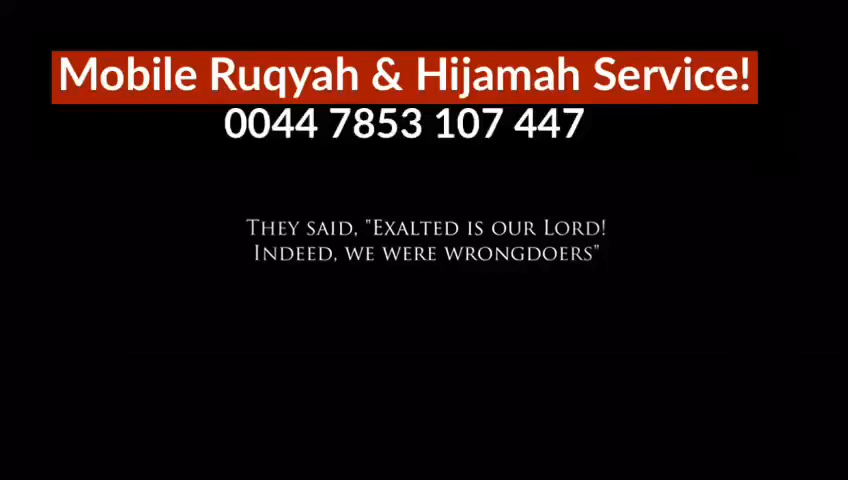 Mobile Ruqyah & Hijamah Service!
0044 7853 107 447
They said, "Exalted is our Lord!
Indeed, we were wrongdoers"